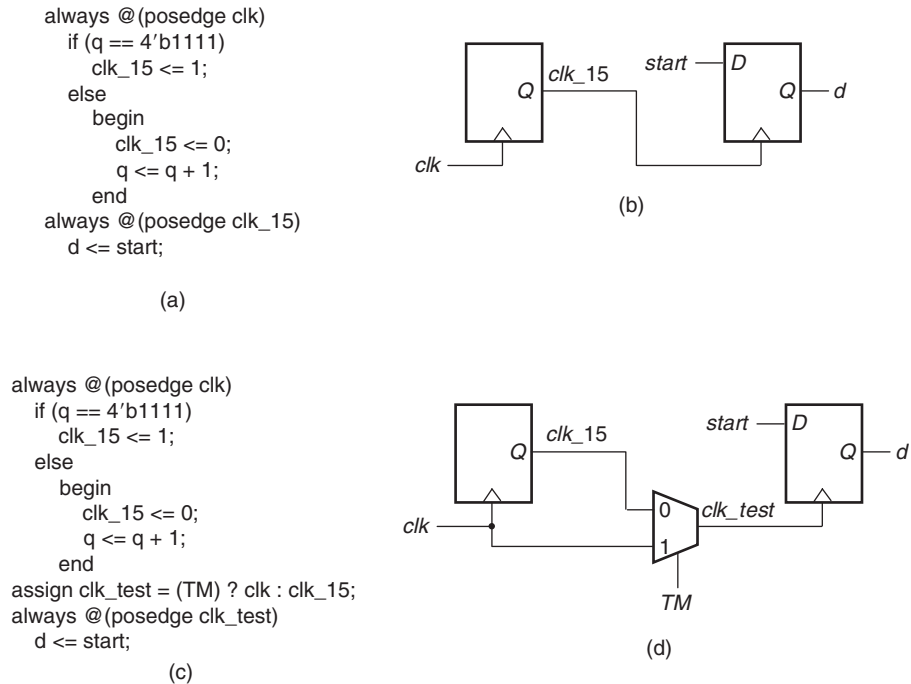 always @(posedge clk)
if (q == 4′b1111)
clk_15 <= 1;
else
begin
clk_15 <= 0;
q <= q + 1;
end
always @(posedge clk_15)
d <= start;
(a)
Q
clk_15
clk
start
D
Q
d
(b)
always @(posedge clk)
if (q == 4′b1111)
clk_15 <= 1;
else
begin
clk_15 <= 0;
q <= q + 1;
end
assign clk_test = (TM) ? clk : clk_15;
always @(posedge clk_test)
d <= start;
(c)
Q
clk_15
clk
0
1
TM
clk_test
start
D
Q
d
(d)